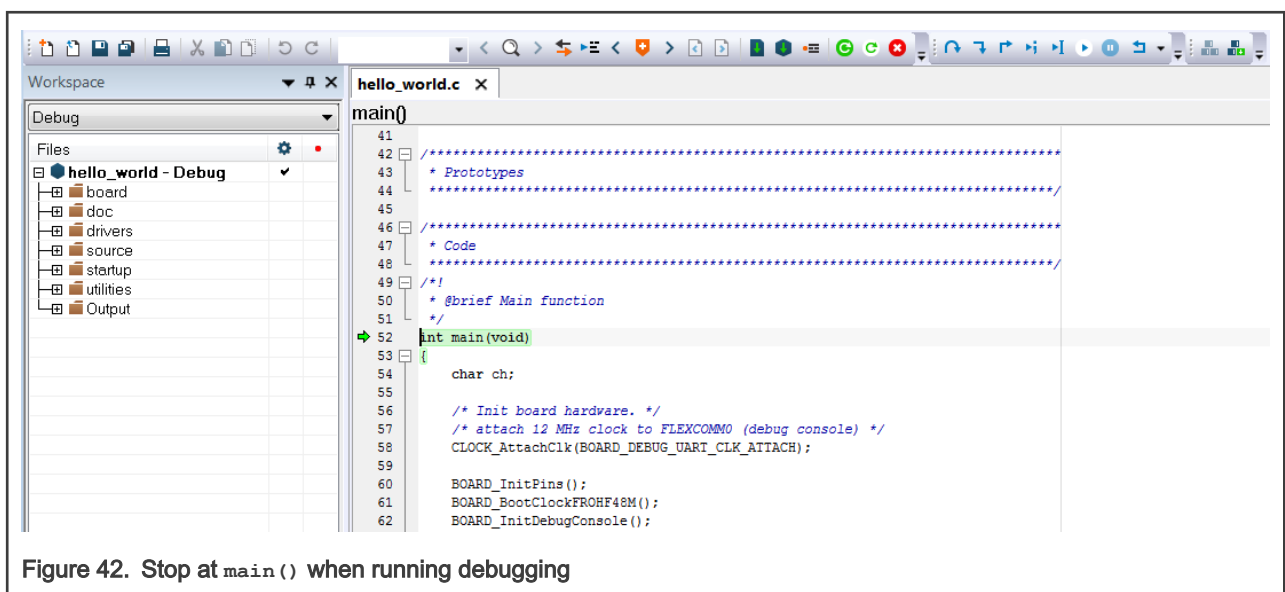 Workspace
hello_world.c
Debug
main()
Files
hello_world - Debug
board
doc
drivers
source
startup
utilities
Output
41
42 /*******************************************************************************
43 * Prototypes
44 ******************************************************************************/
45
46 /*******************************************************************************
47 * Code
48 ******************************************************************************/
49 /*!
50 * @brief Main function
51 */
52 int main(void)
53 {
54 char ch;
55
56 /* Init board hardware. */
57 /* attach 12 MHz clock to FLEXCOMM0 (debug console) */
58 CLOCK_AttachClk(BOARD_DEBUG_UART_CLK_ATTACH);
59
60 BOARD_InitPins();
61 BOARD_BootClockFROHF48M();
62 BOARD_InitDebugConsole();
Figure 42. Stop at main() when running debugging